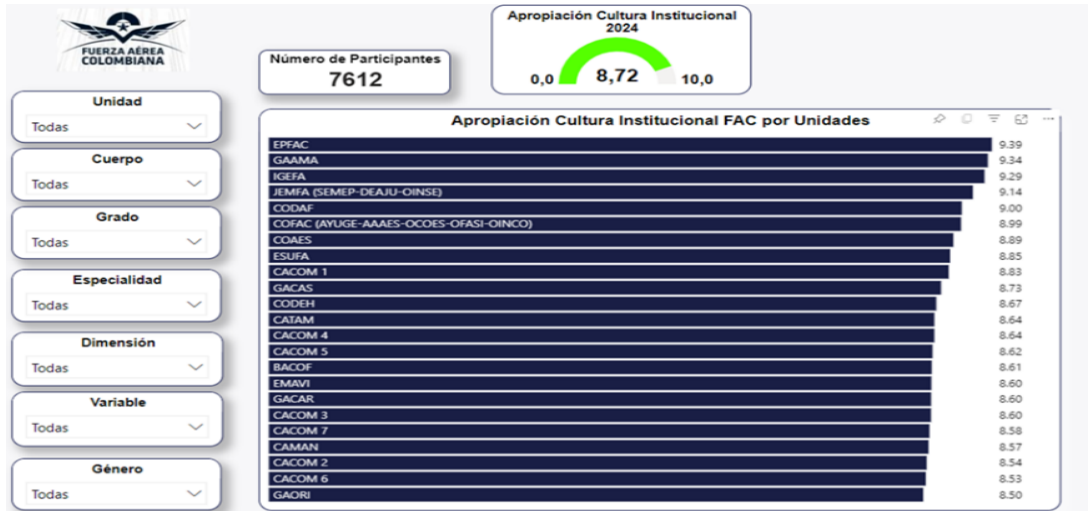 FUERZA AÉREA
COLOMBIANA
Número de Participantes
7612
Apropiación Cultura Institucional
2024
0,0 8,72 10,0
Unidad
Todas
Cuerpo
Todas
Grado
Todas
Especialidad
Todas
Dimensión
Todas
Variable
Todas
Género
Todas
Apropiación Cultura Institucional FAC por Unidades
EPFAC 9.39
GAAMA 9.34
IGEFA 9.29
JEMFA (SEMEP-DEAJU-OINSE) 9.14
CODAF 9.00
COFAC (AYUGE-AAAES-OCOES-OFASI-OINCO) 8.99
COAES 8.89
ESUFA 8.85
CACOM 1 8.83
GACAS 8.73
CODEH 8.67
CATAM 8.64
CACOM 4 8.64
CACOM 5 8.62
BACOF 8.61
EMAVI 8.60
GACAR 8.60
CACOM 3 8.60
CACOM 7 8.58
CAMAN 8.57
CACOM 2 8.54
CACOM 6 8.53
GAORI 8.50